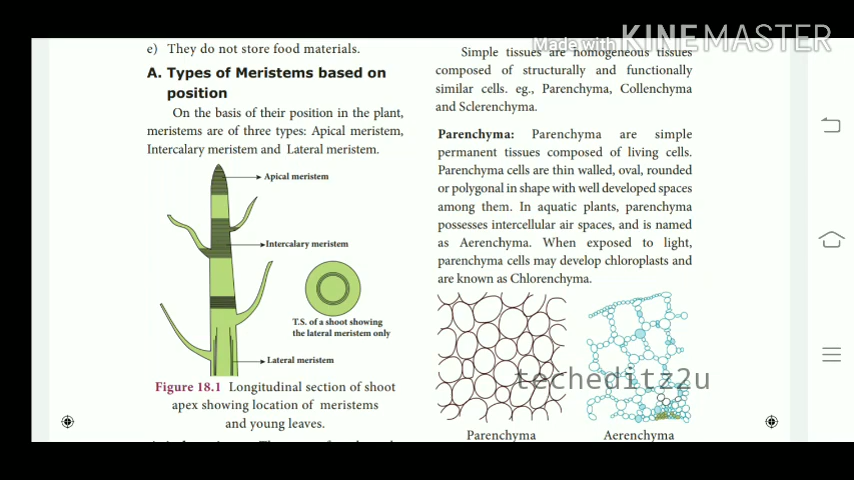 Made with KINEMASTER
e) They do not store food materials.
A. Types of Meristems based on
position
On the basis of their position in the plant,
meristems are of three types: Apical meristem,
Intercalary meristem and Lateral meristem.
Apical meristem
Intercalary meristem
T.S. of a shoot showing
the lateral meristem only
Lateral meristem
Figure 18.1 Longitudinal section of shoot
apex showing location of meristems
and young leaves.
Simple tissues are homogeneous tissues
composed of structurally and functionally
similar cells. eg., Parenchyma, Collenchyma
and Sclerenchyma.
Parenchyma: Parenchyma are simple
permanent tissues composed of living cells.
Parenchyma cells are thin walled, oval, rounded
or polygonal in shape with well developed spaces
among them. In aquatic plants, parenchyma
possesses intercellular air spaces, and is named
as Aerenchyma. When exposed to light,
parenchyma cells may develop chloroplasts and
are known as Chlorenchyma.
techeditz2u
Parenchyma
Aerenchyma